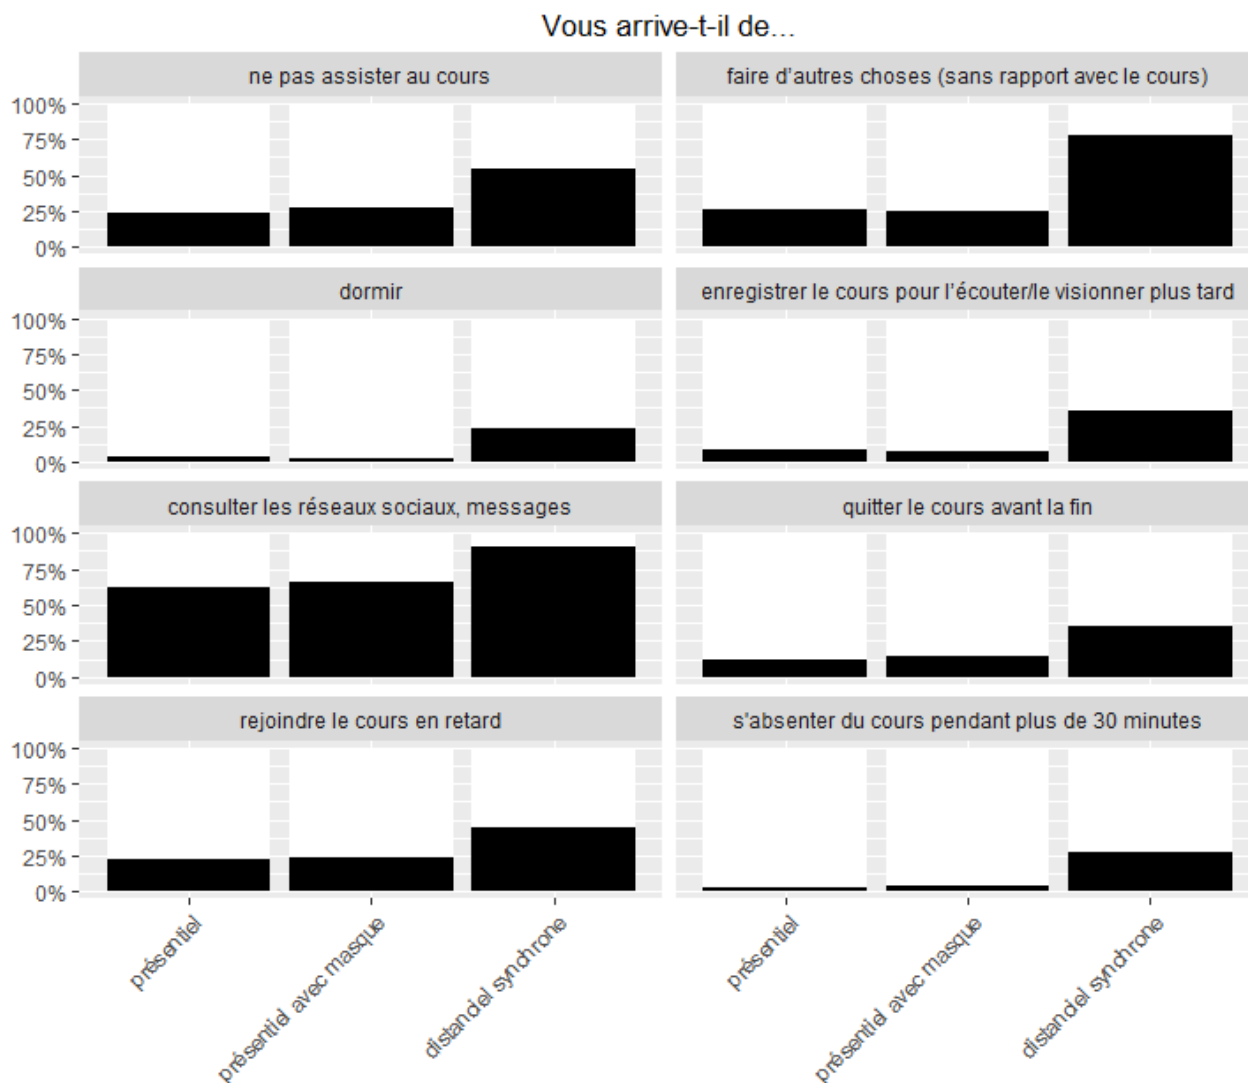 Vous arrive-t-il de...
ne pas assister au cours
faire d'autres choses (sans rapport avec le cours)
100%
75%
50%
25%
0%
dormir
enregistrer le cours pour l'écouter/le visionner plus tard
100%
75%
50%
25%
0%
consulter les réseaux sociaux, messages
quitter le cours avant la fin
100%
75%
50%
25%
0%
rejoindre le cours en retard
s'absenter du cours pendant plus de 30 minutes
100%
75%
50%
25%
0%
présentiel
présentiel avec masque
distanciel synchrone
présentiel
présentiel avec masque
distanciel synchrone